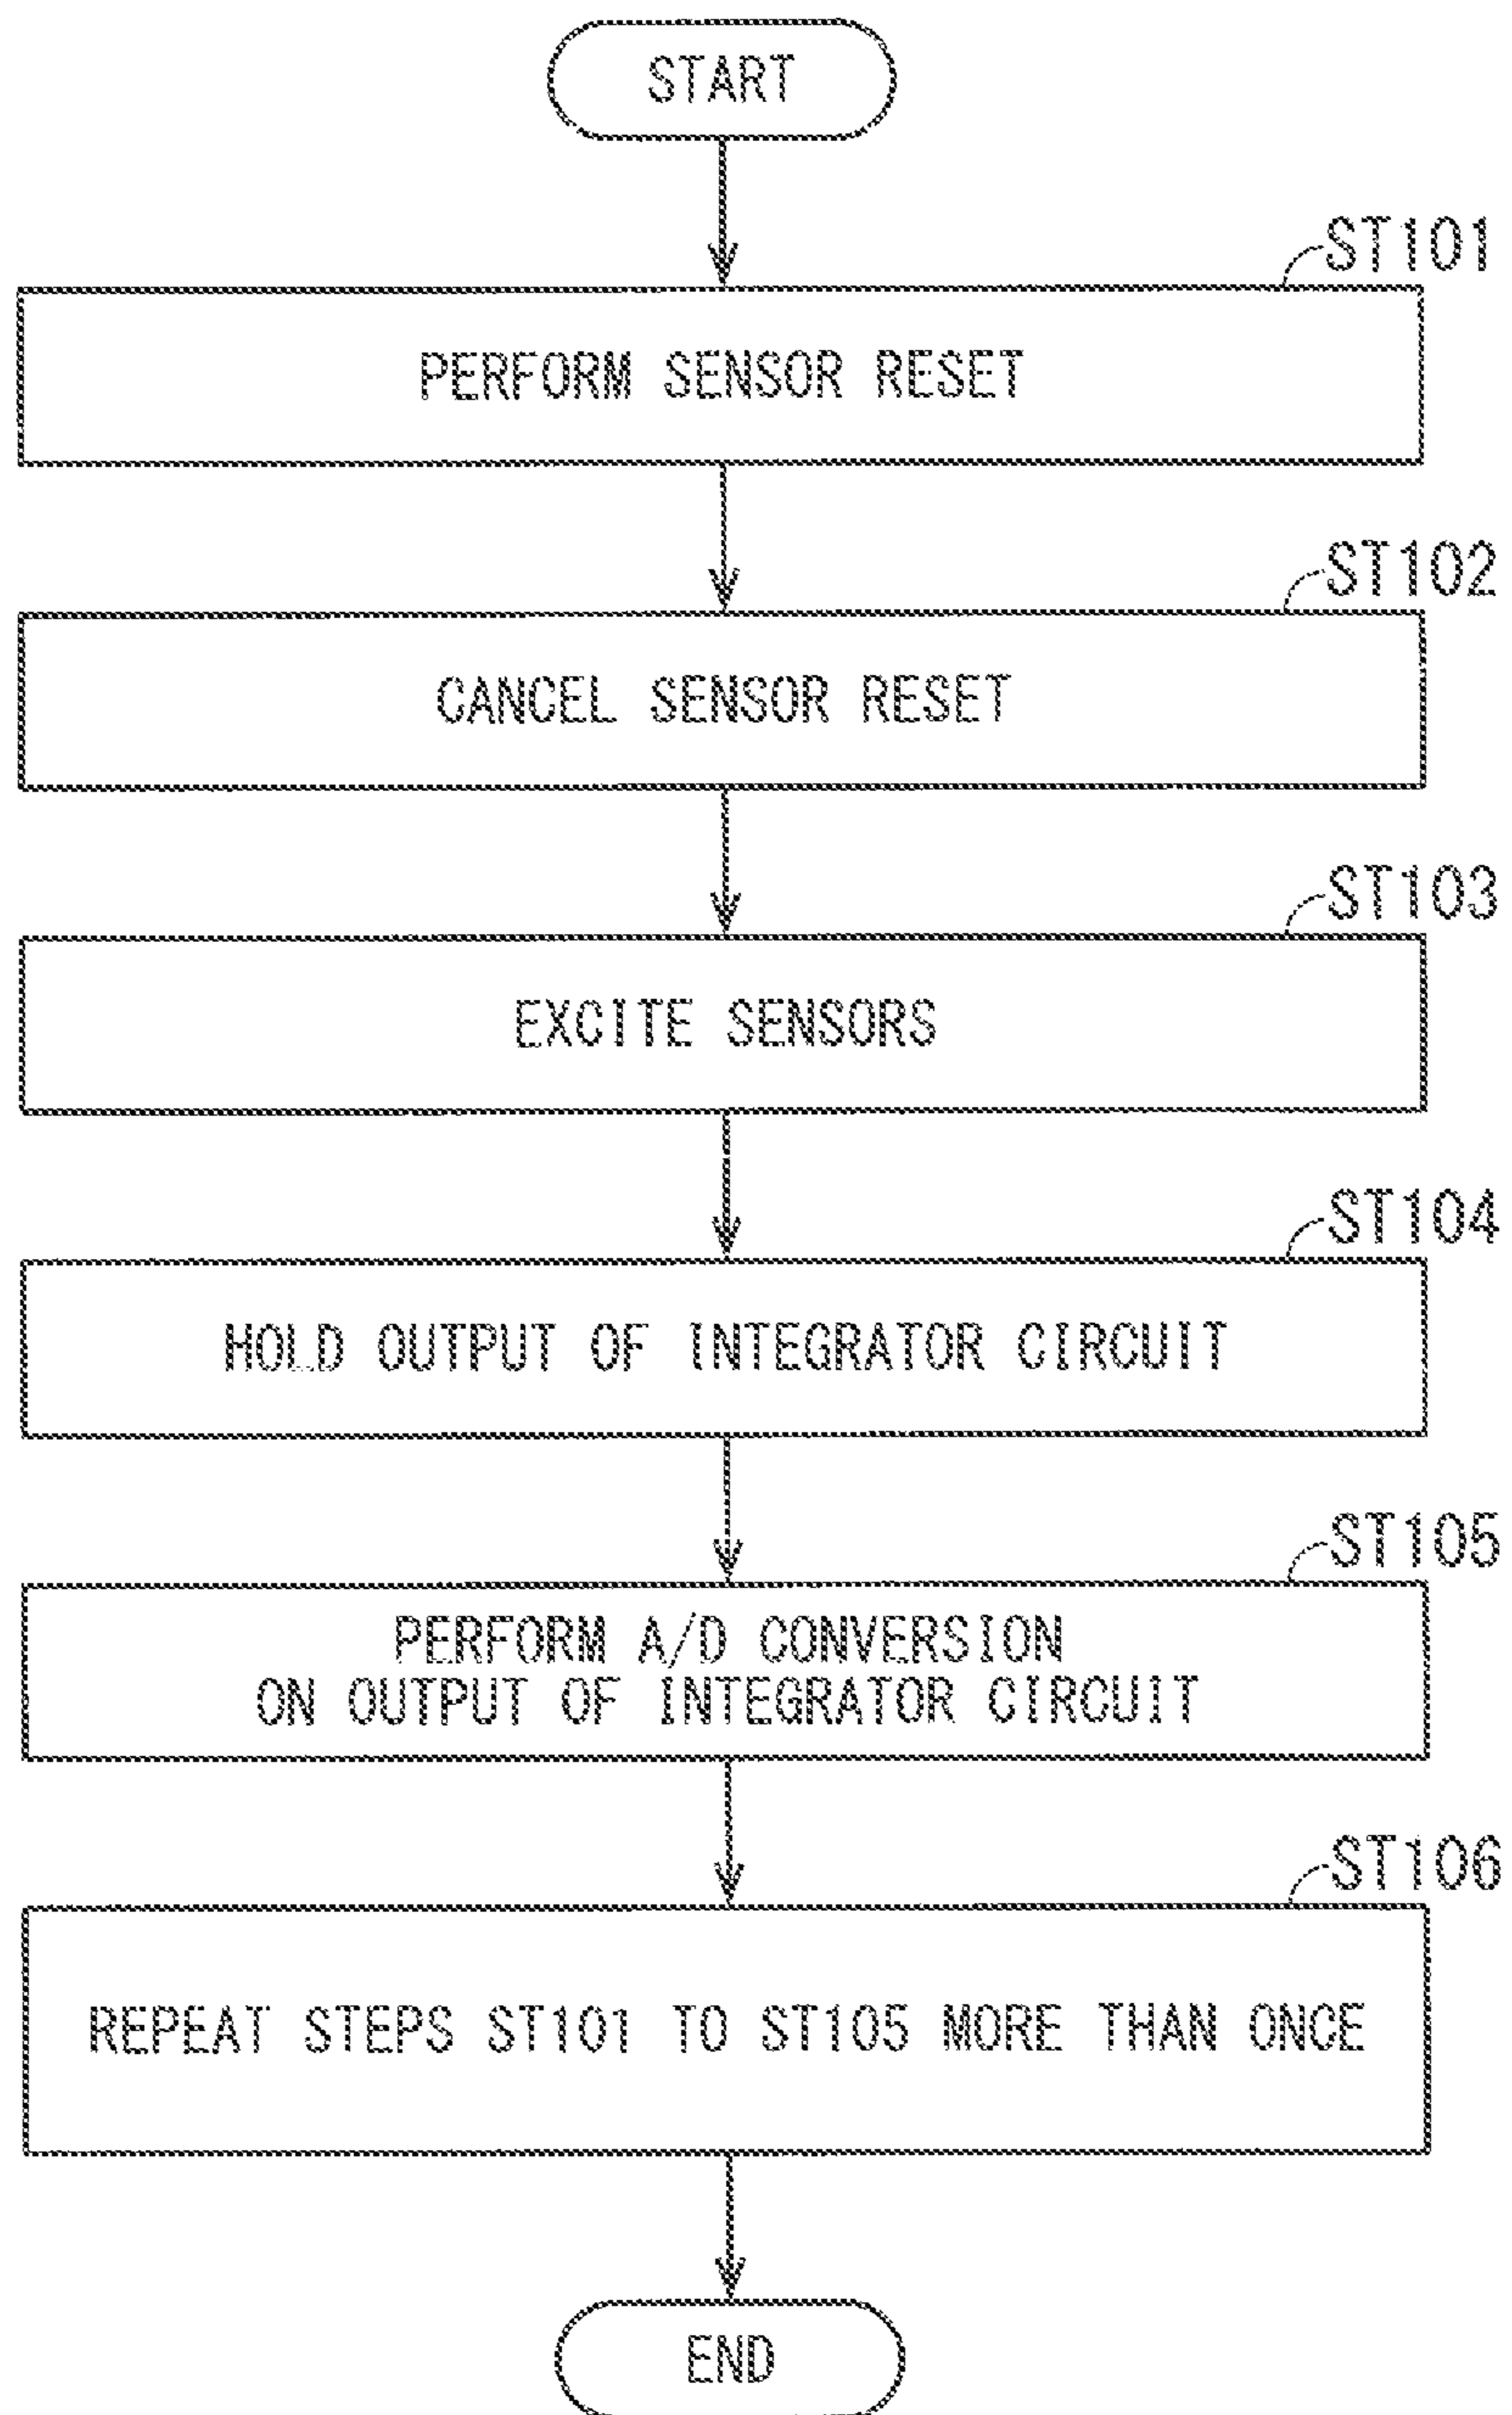 START
ST101
PERFORM SENSOR RESET
ST102
CANCEL SENSOR RESET
ST103
EXCITE SENSORS
ST104
HOLD OUTPUT OF INTEGRATOR CIRCUIT
ST105
PERFORM A/D CONVERSION
ON OUTPUT OF INTEGRATOR CIRCUIT
ST106
REPEAT STEPS ST101 TO ST105 MORE THAN ONCE
END